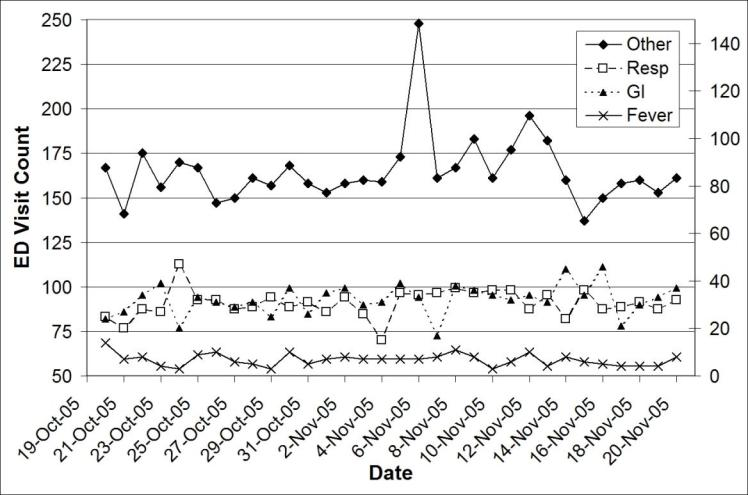 250
225
200
175
150
125
100
75
50
ED Visit Count
140
120
100
80
60
40
20
0
Other
Resp
GI
Fever
19-Oct-05
21-Oct-05
23-Oct-05
25-Oct-05
27-Oct-05
29-Oct-05
31-Oct-05
2-Nov-05
4-Nov-05
6-Nov-05
8-Nov-05
10-Nov-05
12-Nov-05
14-Nov-05
16-Nov-05
18-Nov-05
20-Nov-05
Date